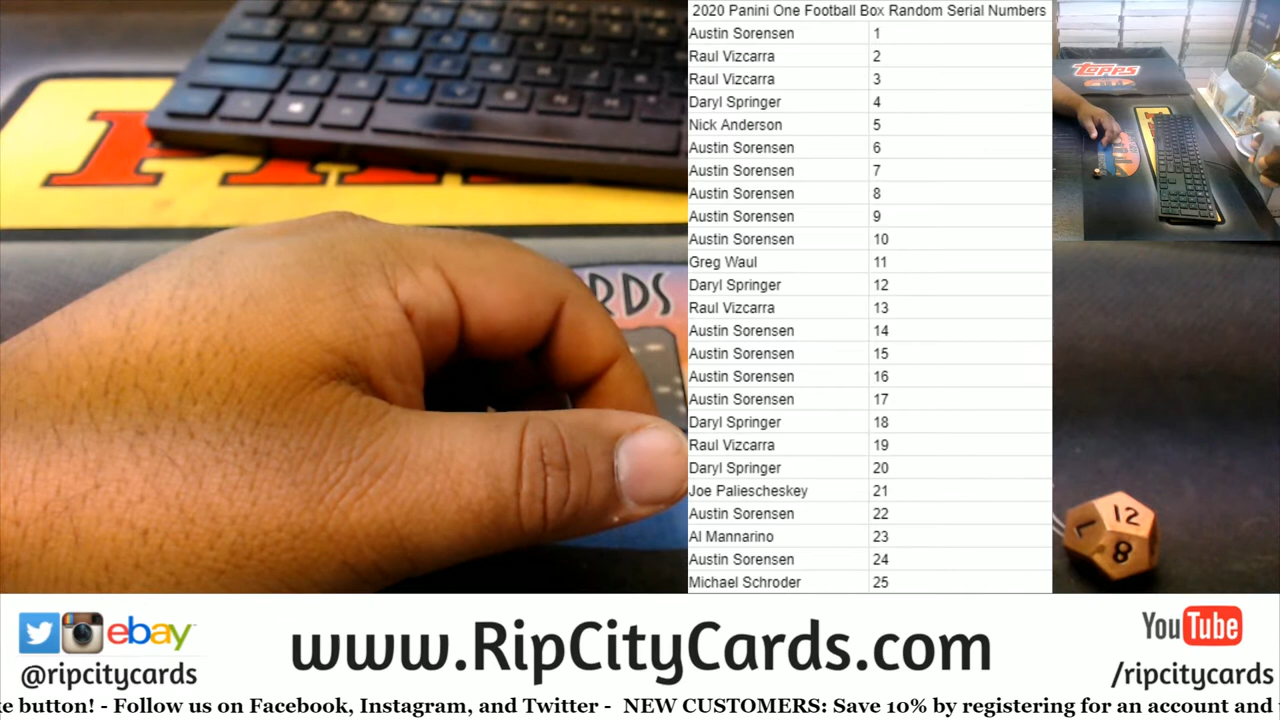 2020 Panini One Football Box Random Serial Numbers
Austin Sorensen 1
Raul Vizcarra 2
Raul Vizcarra 3
Daryl Springer 4
Nick Anderson 5
Austin Sorensen 6
Austin Sorensen 7
Austin Sorensen 8
Austin Sorensen 9
Austin Sorensen 10
Greg Waul 11
Daryl Springer 12
Raul Vizcarra 13
Austin Sorensen 14
Austin Sorensen 15
Austin Sorensen 16
Austin Sorensen 17
Daryl Springer 18
Raul Vizcarra 19
Daryl Springer 20
Joe Paliescheskey 21
Austin Sorensen 22
Al Mannarino 23
Austin Sorensen 24
Michael Schroder 25
Topps
RDS
12
8
ebay
@ripcitycards
www.RipCityCards.com
YouTube
/ripcitycards
button! - Follow us on Facebook, Instagram, and Twitter - NEW CUSTOMERS: Save 10% by registering for an account and